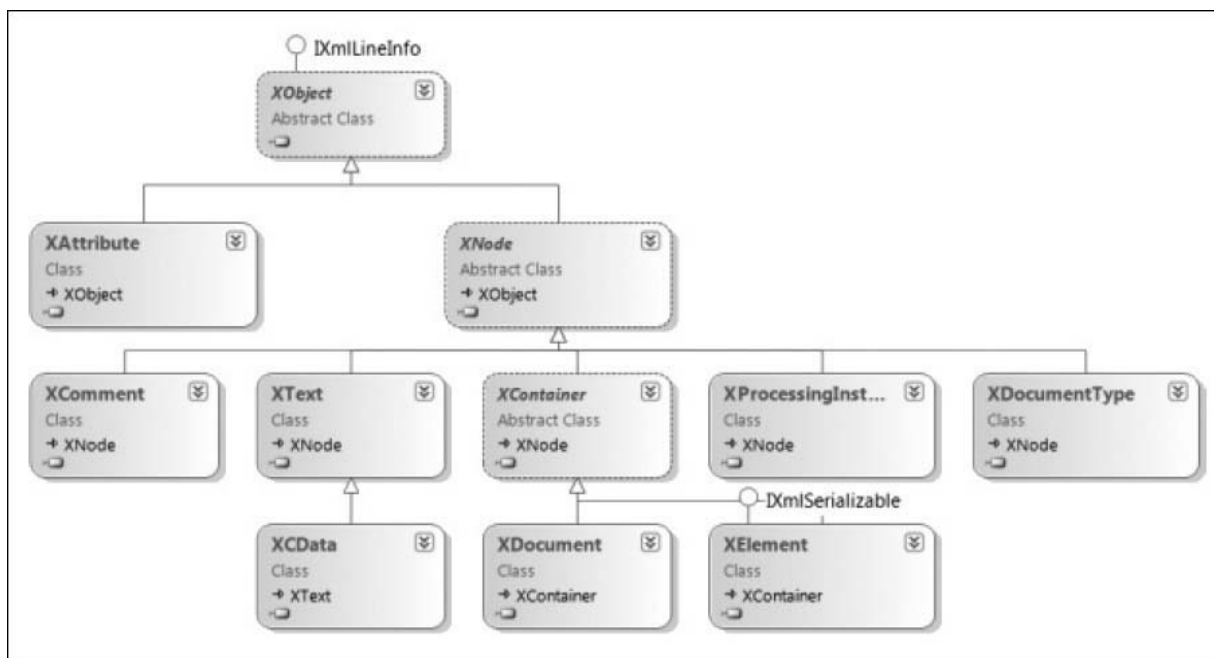 IXmlLineInfo
XObject
Abstract Class
XAttribute
Class
XObject
XNode
Abstract Class
XObject
XComment
Class
XNode
XText
Class
XNode
XContainer
Abstract Class
XNode
XProcessingInst...
Class
XNode
XDocumentType
Class
XNode
IXmlSerializable
XCData
Class
XText
XDocument
Class
XContainer
XElement
Class
XContainer